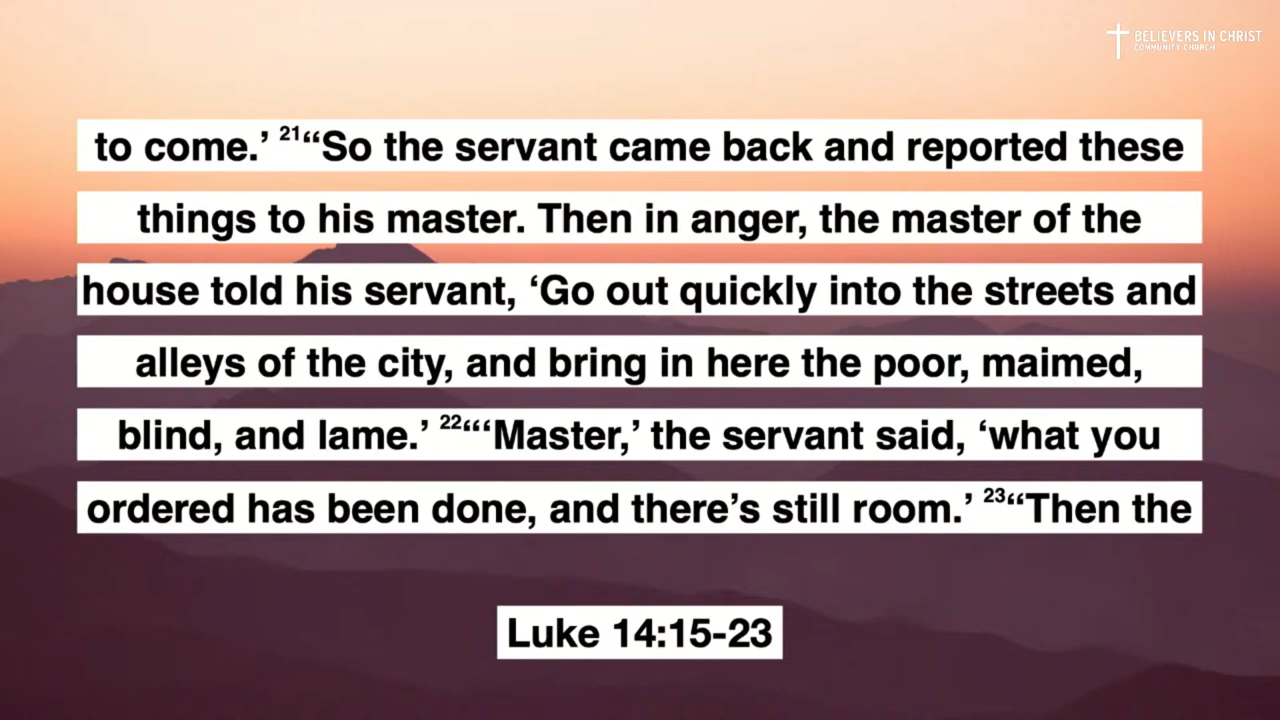 BELIEVERS IN CHRIST
COMMUNITY CHURCH
to come.’ 21“So the servant came back and reported these
things to his master. Then in anger, the master of the
house told his servant, ‘Go out quickly into the streets and
alleys of the city, and bring in here the poor, maimed,
blind, and lame.’ 22“‘Master,’ the servant said, ‘what you
ordered has been done, and there’s still room.’ 23“Then the
Luke 14:15-23